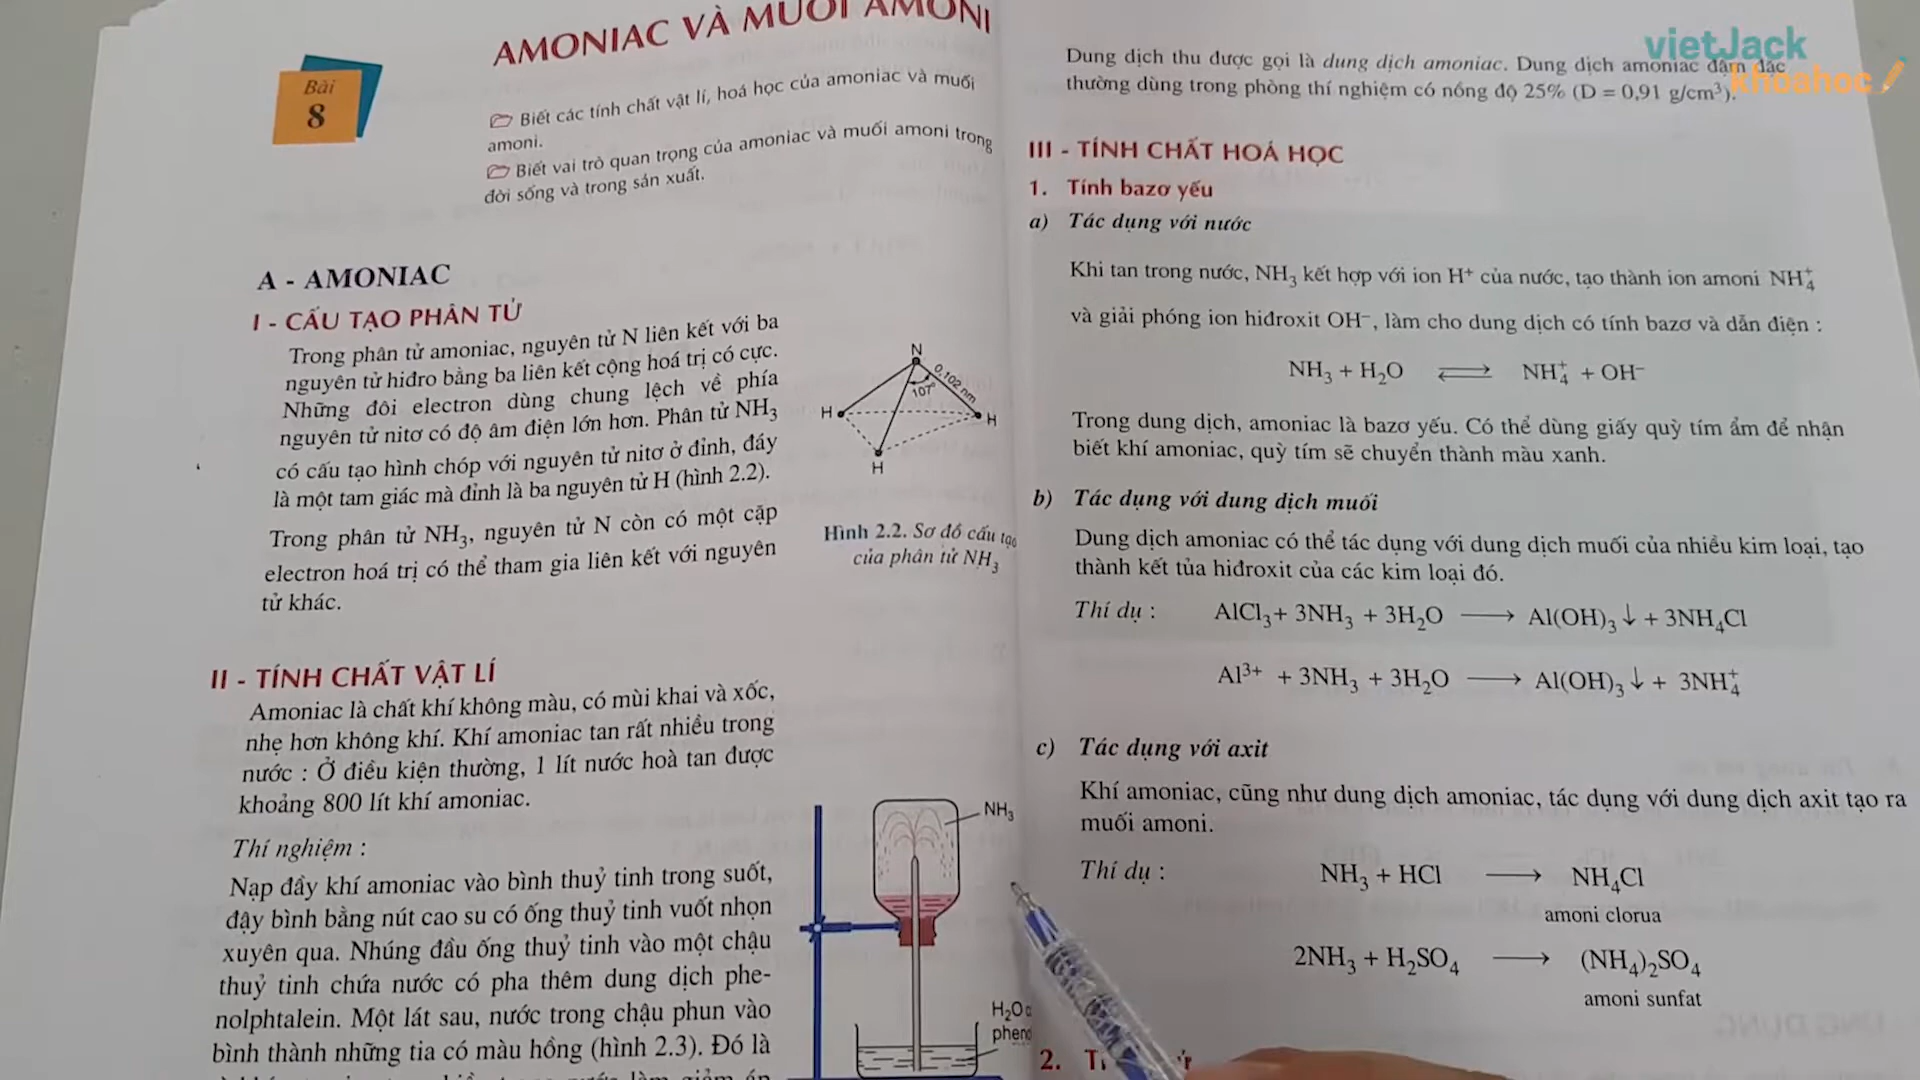 vietJack
khoahoc
AMONIAC VÀ MUỐI AMONI
Bài
8
Biết các tính chất vật lí, hoá học của amoniac và muối
amoni.
Biết vai trò quan trọng của amoniac và muối amoni trong
đời sống và trong sản xuất.
A - AMONIAC
I - CẤU TẠO PHÂN TỬ
Trong phân tử amoniac, nguyên tử N liên kết với ba
nguyên tử hiđro bằng ba liên kết cộng hoá trị có cực.
Những đôi electron dùng chung lệch về phía
nguyên tử nitơ có độ âm điện lớn hơn. Phân tử NH₃
có cấu tạo hình chóp với nguyên tử nitơ ở đỉnh, đáy
là một tam giác mà đỉnh là ba nguyên tử H (hình 2.2).
Trong phân tử NH₃, nguyên tử N còn có một cặp
electron hoá trị có thể tham gia liên kết với nguyên
tử khác.
N
0,102 nm
107°
H
H
H
Hình 2.2. Sơ đồ cấu tạo
của phân tử NH₃
II - TÍNH CHẤT VẬT LÍ
Amoniac là chất khí không màu, có mùi khai và xốc,
nhẹ hơn không khí. Khí amoniac tan rất nhiều trong
nước : Ở điều kiện thường, 1 lít nước hoà tan được
khoảng 800 lít khí amoniac.
Thí nghiệm :
Nạp đầy khí amoniac vào bình thuỷ tinh trong suốt,
đậy bình bằng nút cao su có ống thuỷ tinh vuốt nhọn
xuyên qua. Nhúng đầu ống thuỷ tinh vào một chậu
thuỷ tinh chứa nước có pha thêm dung dịch phe-
nolphtalein. Một lát sau, nước trong chậu phun vào
bình thành những tia có màu hồng (hình 2.3). Đó là
NH₃
H₂O
pheno
Dung dịch thu được gọi là dung dịch amoniac. Dung dịch amoniac đậm đặc
thường dùng trong phòng thí nghiệm có nồng độ 25% (D = 0,91 g/cm³).
III - TÍNH CHẤT HOÁ HỌC
1. Tính bazơ yếu
a) Tác dụng với nước
Khi tan trong nước, NH₃ kết hợp với ion H⁺ của nước, tạo thành ion amoni NH₄⁺
và giải phóng ion hiđroxit OH⁻, làm cho dung dịch có tính bazơ và dẫn điện :
NH₃ + H₂O ⇌ NH₄⁺ + OH⁻
Trong dung dịch, amoniac là bazơ yếu. Có thể dùng giấy quỳ tím ẩm để nhận
biết khí amoniac, quỳ tím sẽ chuyển thành màu xanh.
b) Tác dụng với dung dịch muối
Dung dịch amoniac có thể tác dụng với dung dịch muối của nhiều kim loại, tạo
thành kết tủa hiđroxit của các kim loại đó.
Thí dụ : AlCl₃+ 3NH₃ + 3H₂O ⟶ Al(OH)₃↓ + 3NH₄Cl
Al³⁺ + 3NH₃ + 3H₂O ⟶ Al(OH)₃↓ + 3NH₄⁺
c) Tác dụng với axit
Khí amoniac, cũng như dung dịch amoniac, tác dụng với dung dịch axit tạo ra
muối amoni.
Thí dụ : NH₃ + HCl ⟶ NH₄Cl
amoni clorua
2NH₃ + H₂SO₄ ⟶ (NH₄)₂SO₄
amoni sunfat
2.